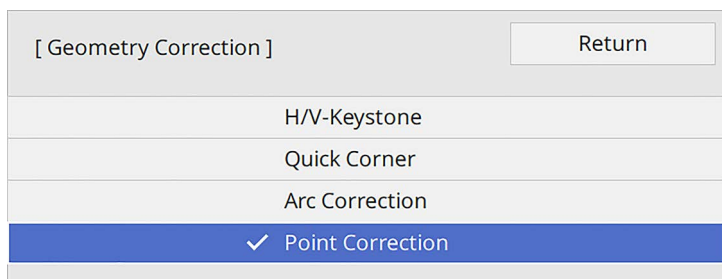 [ Geometry Correction ]
Return
H/V-Keystone
Quick Corner
Arc Correction
Point Correction